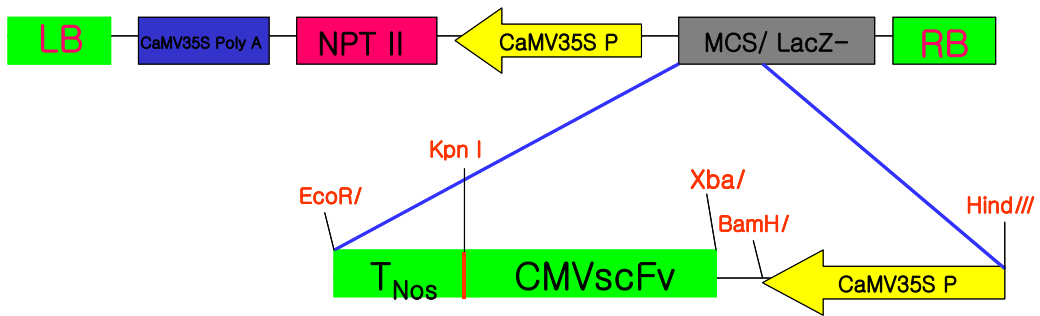 LB
CaMV35S Poly A
NPT II
CaMV35S P
MCS/ LacZ-
RB
Kpn I
EcoR/
Xba/
BamH/
Hind///
TNos
CMVscFv
CaMV35S P